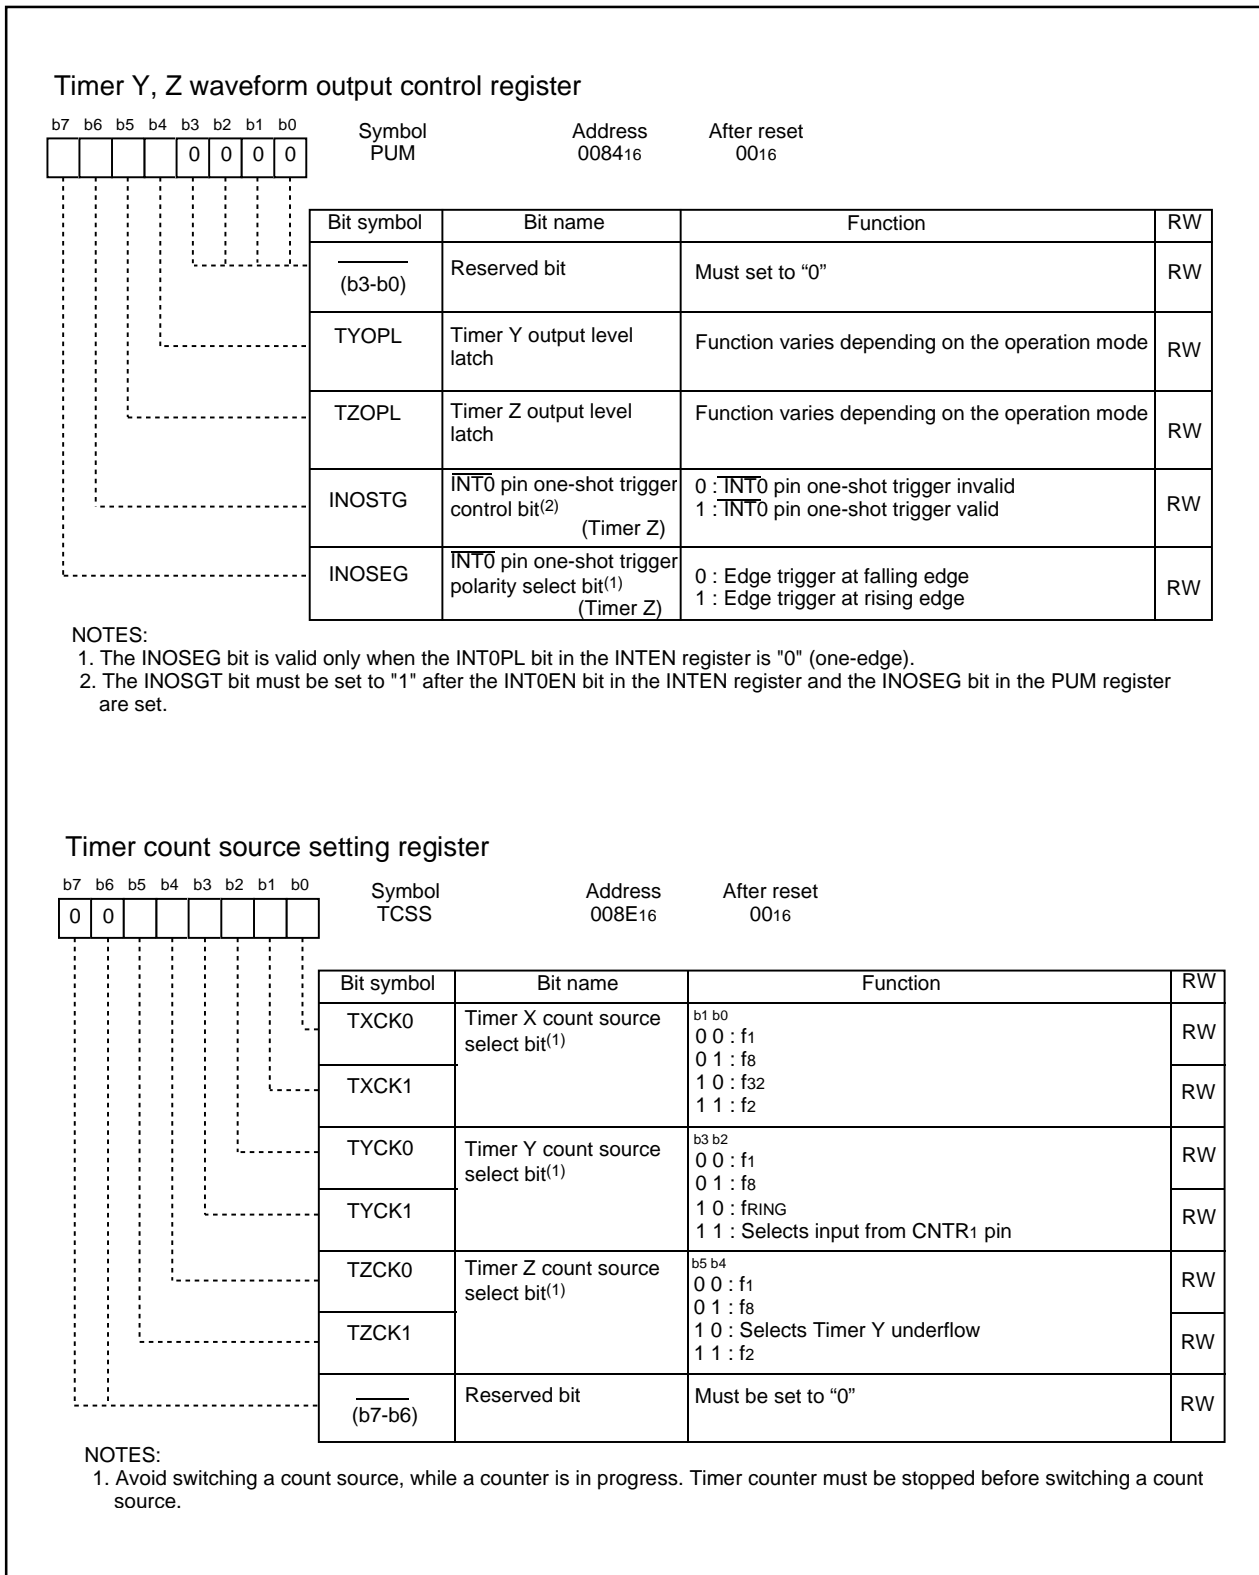 Timer Y, Z waveform output control register
b7 b6 b5 b4 b3 b2 b1 b0
Symbol Address After reset
0 0 0 0 PUM 008416 0016
Bit symbol Bit name Function RW
(b3-b0) Reserved bit Must set to “0” RW
TYOPL Timer Y output level
latch Function varies depending on the operation mode RW
TZOPL Timer Z output level
latch Function varies depending on the operation mode RW
INOSTG INT0 pin one-shot trigger
control bit(2)
(Timer Z)
0 : INT0 pin one-shot trigger invalid
1 : INT0 pin one-shot trigger valid RW
INOSEG INT0 pin one-shot trigger
polarity select bit(1)
(Timer Z)
0 : Edge trigger at falling edge
1 : Edge trigger at rising edge RW
NOTES:
1. The INOSEG bit is valid only when the INT0PL bit in the INTEN register is "0" (one-edge).
2. The INOSGT bit must be set to "1" after the INT0EN bit in the INTEN register and the INOSEG bit in the PUM register
are set.
Timer count source setting register
b7 b6 b5 b4 b3 b2 b1 b0
Symbol Address After reset
0 0 TCSS 008E16 0016
Bit symbol Bit name Function RW
TXCK0 Timer X count source
select bit(1)
b1 b0
0 0 : f1
0 1 : f8
RW
TXCK1
1 0 : f32
1 1 : f2
RW
TYCK0 Timer Y count source
select bit(1)
b3 b2
0 0 : f1
0 1 : f8
RW
TYCK1
1 0 : fRING
1 1 : Selects input from CNTR1 pin
RW
TZCK0 Timer Z count source
select bit(1)
b5 b4
0 0 : f1
0 1 : f8
RW
TZCK1
1 0 : Selects Timer Y underflow
1 1 : f2
RW
(b7-b6) Reserved bit Must be set to “0” RW
NOTES:
1. Avoid switching a count source, while a counter is in progress. Timer counter must be stopped before switching a count
source.